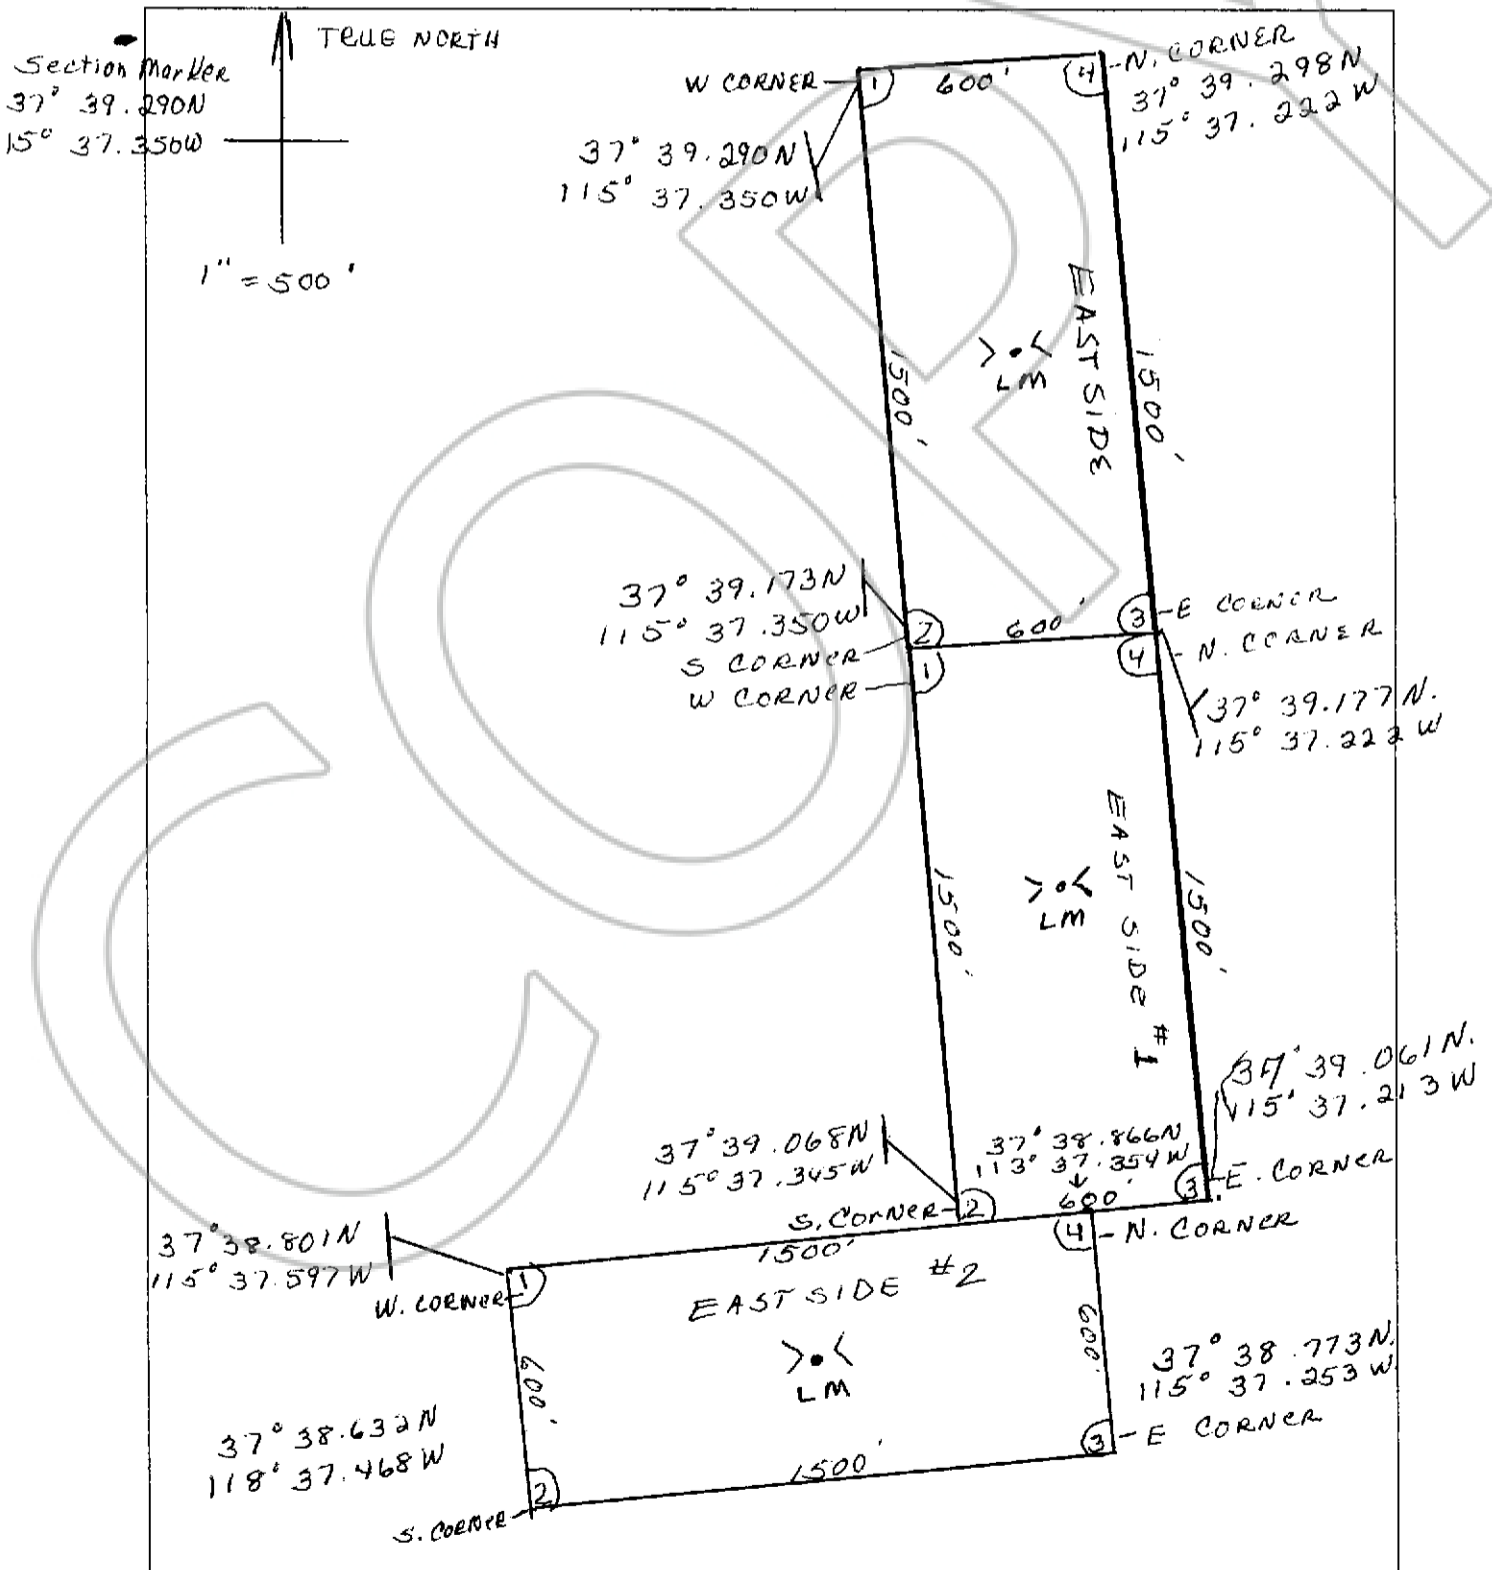 TRUE NORTH
Section Marker
37° 39.290N
15° 37.350W
1" = 500'
W CORNER
1
600'
4
N. CORNER
37° 39.298N
115° 37.222W
37° 39.290N
115° 37.350W
1500'
LM
EAST SIDE
1500'
37° 39.173N
115° 37.350W
S CORNER
W CORNER
2
1
600'
3
4
E CORNER
N. CORNER
37° 39.177N.
115° 37.222W
1500'
LM
EAST SIDE #1
1500'
37° 39.061N.
115° 37.213W
37° 39.068N
115° 37.345W
37° 38.866N
113° 37.354W
600'
S. CORNER
2
3
E. CORNER
4
N. CORNER
37° 38.801N
115° 37.597W
W. CORNER
1
1500'
EAST SIDE #2
LM
600'
600'
37° 38.773N.
115° 37.253W
3
E CORNER
37° 38.632N
118° 37.468W
2
S. CORNER
1500'
COPY